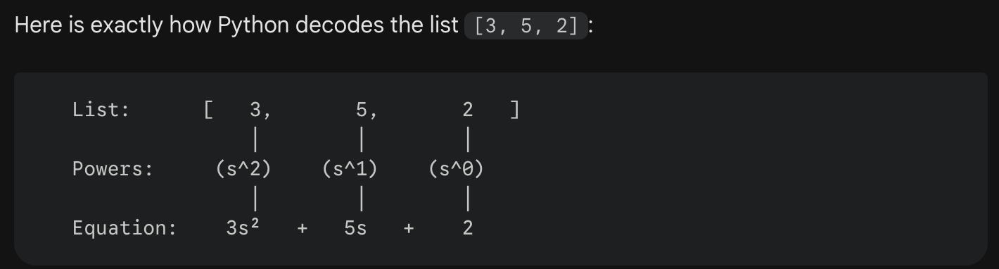 Here is exactly how Python decodes the list [3, 5, 2]:
List: [ 3, 5, 2 ]
| | |
Powers: (s^2) (s^1) (s^0)
| | |
Equation: 3s² + 5s + 2